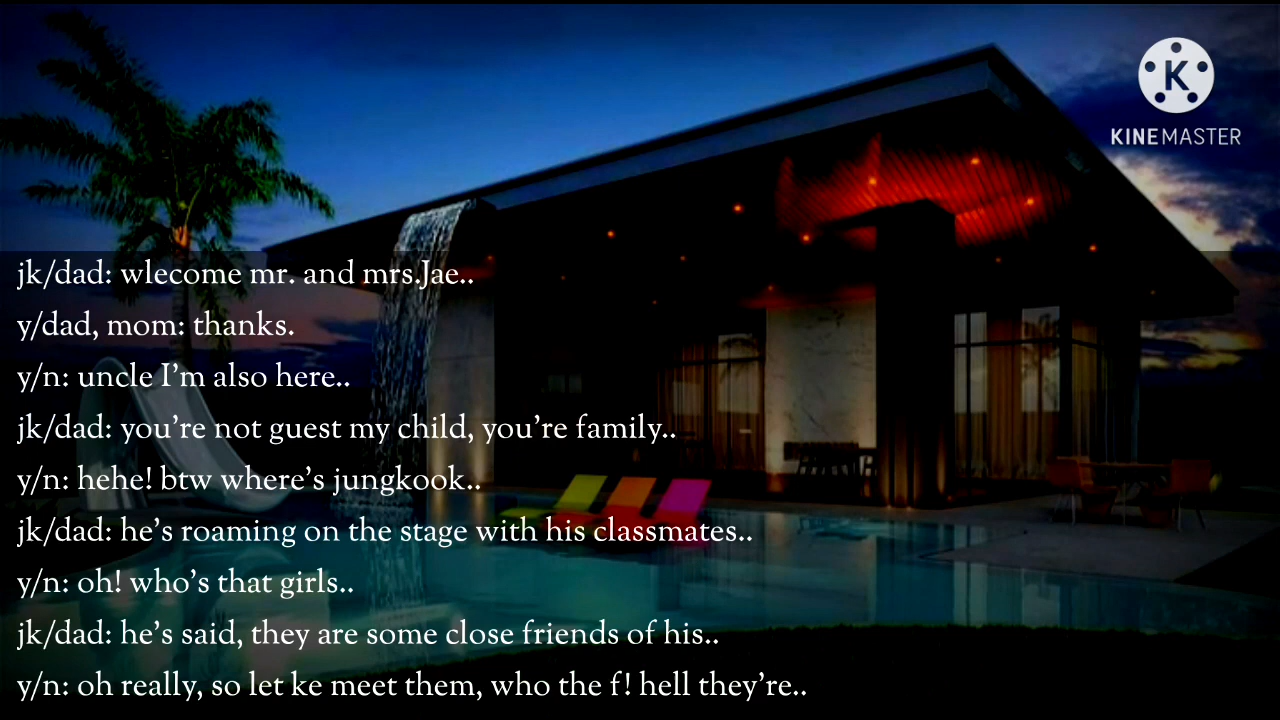 K
KINEMASTER
jk/dad: wlecome mr. and mrs.Jae..
y/dad, mom: thanks.
y/n: uncle I'm also here..
jk/dad: you're not guest my child, you're family..
y/n: hehe! btw where's jungkook..
jk/dad: he's roaming on the stage with his classmates..
y/n: oh! who's that girls..
jk/dad: he's said, they are some close friends of his..
y/n: oh really, so let ke meet them, who the f! hell they're..